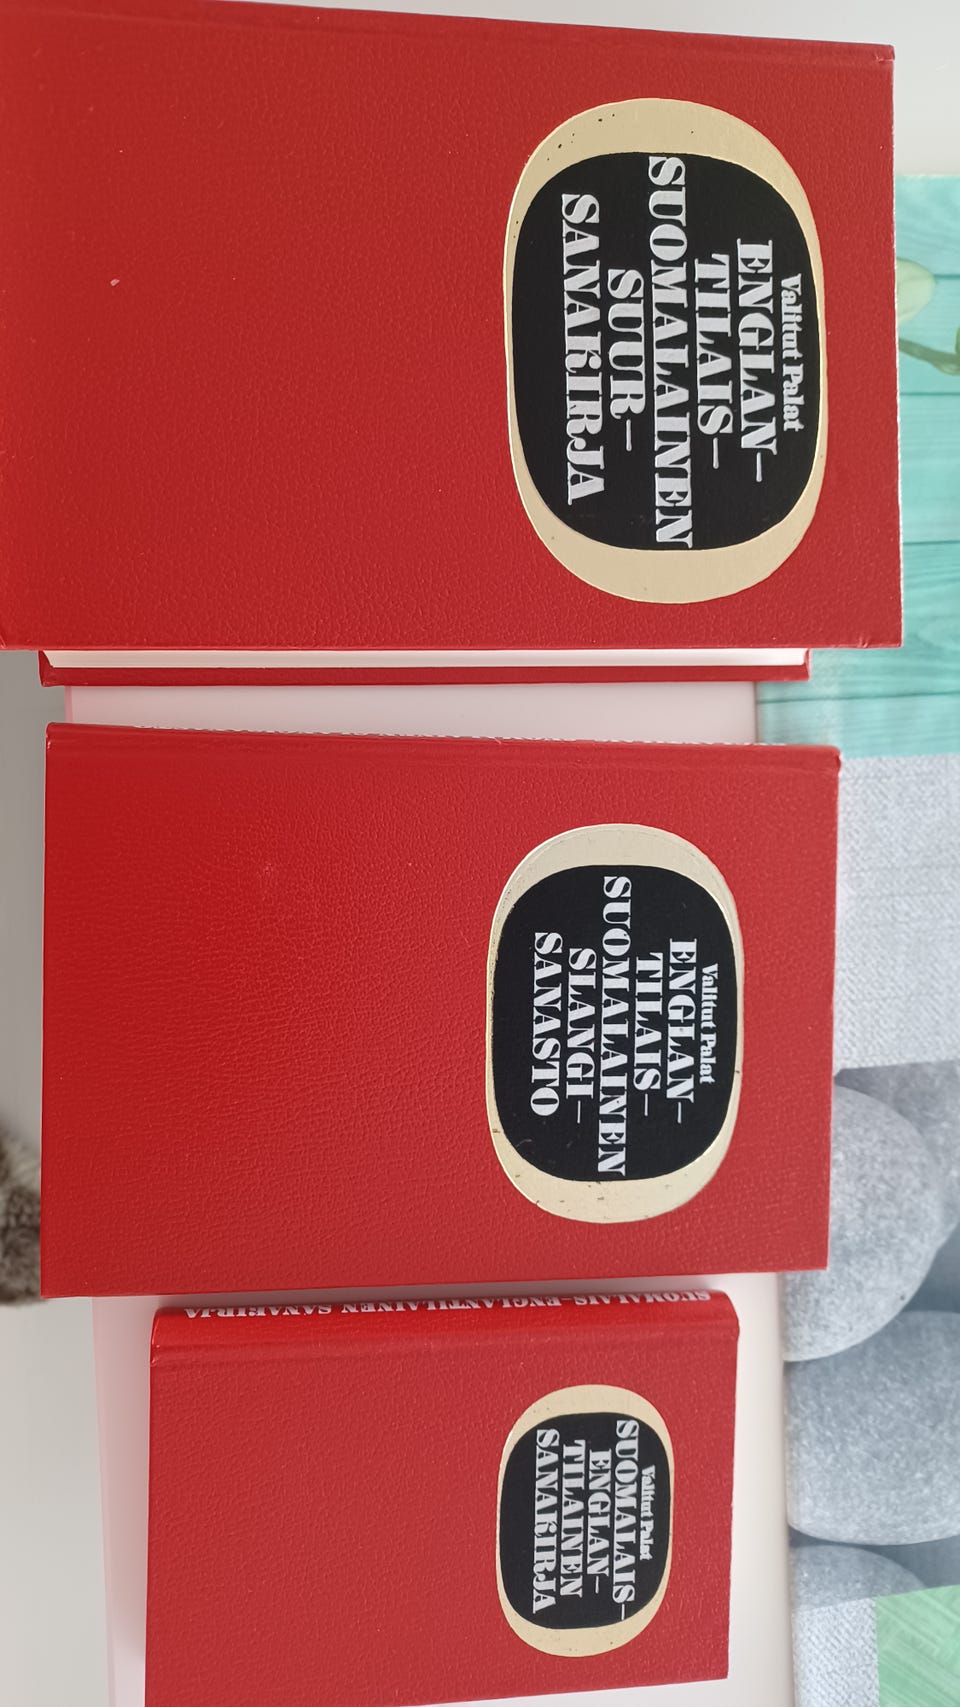 Valitut Palat
ENGLAN–
TILAIS–
SUOMALAINEN
SUUR–
SANAKIRJA
Valitut Palat
ENGLAN–
TILAIS–
SUOMALAINEN
SLANGI–
SANASTO
SUOMALAIS–ENGLANTILAINEN SANAKIRJA
Valitut Palat
SUOMALAIS–
ENGLAN–
TILAINEN
SANAKIRJA